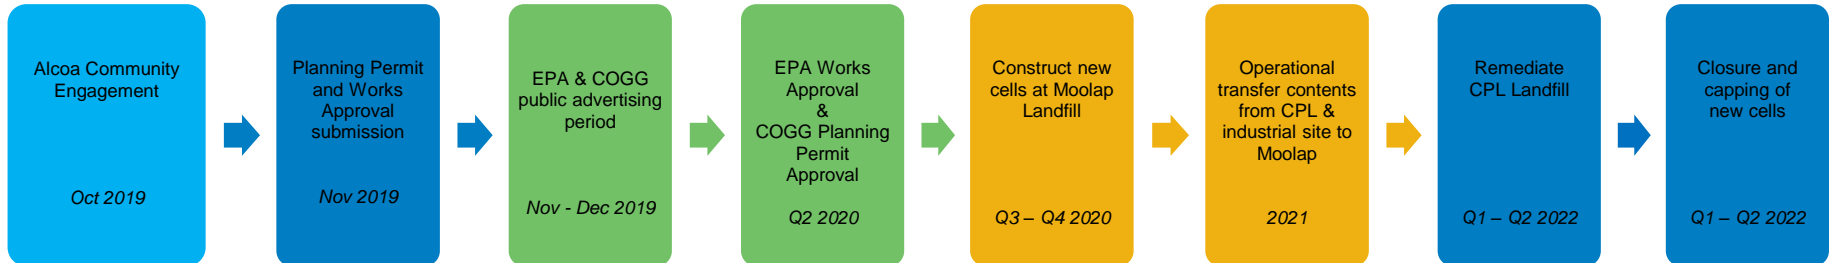 Alcoa Community
Engagement
Oct 2019
Planning Permit
and Works
Approval
submission
Nov 2019
EPA & COGG
public advertising
period
Nov - Dec 2019
EPA Works
Approval
&
COGG Planning
Permit
Approval
Q2 2020
Construct new
cells at Moolap
Landfill
Q3 – Q4 2020
Operational
transfer contents
from CPL &
industrial site to
Moolap
2021
Remediate
CPL Landfill
Q1 – Q2 2022
Closure and
capping of
new cells
Q1 – Q2 2022